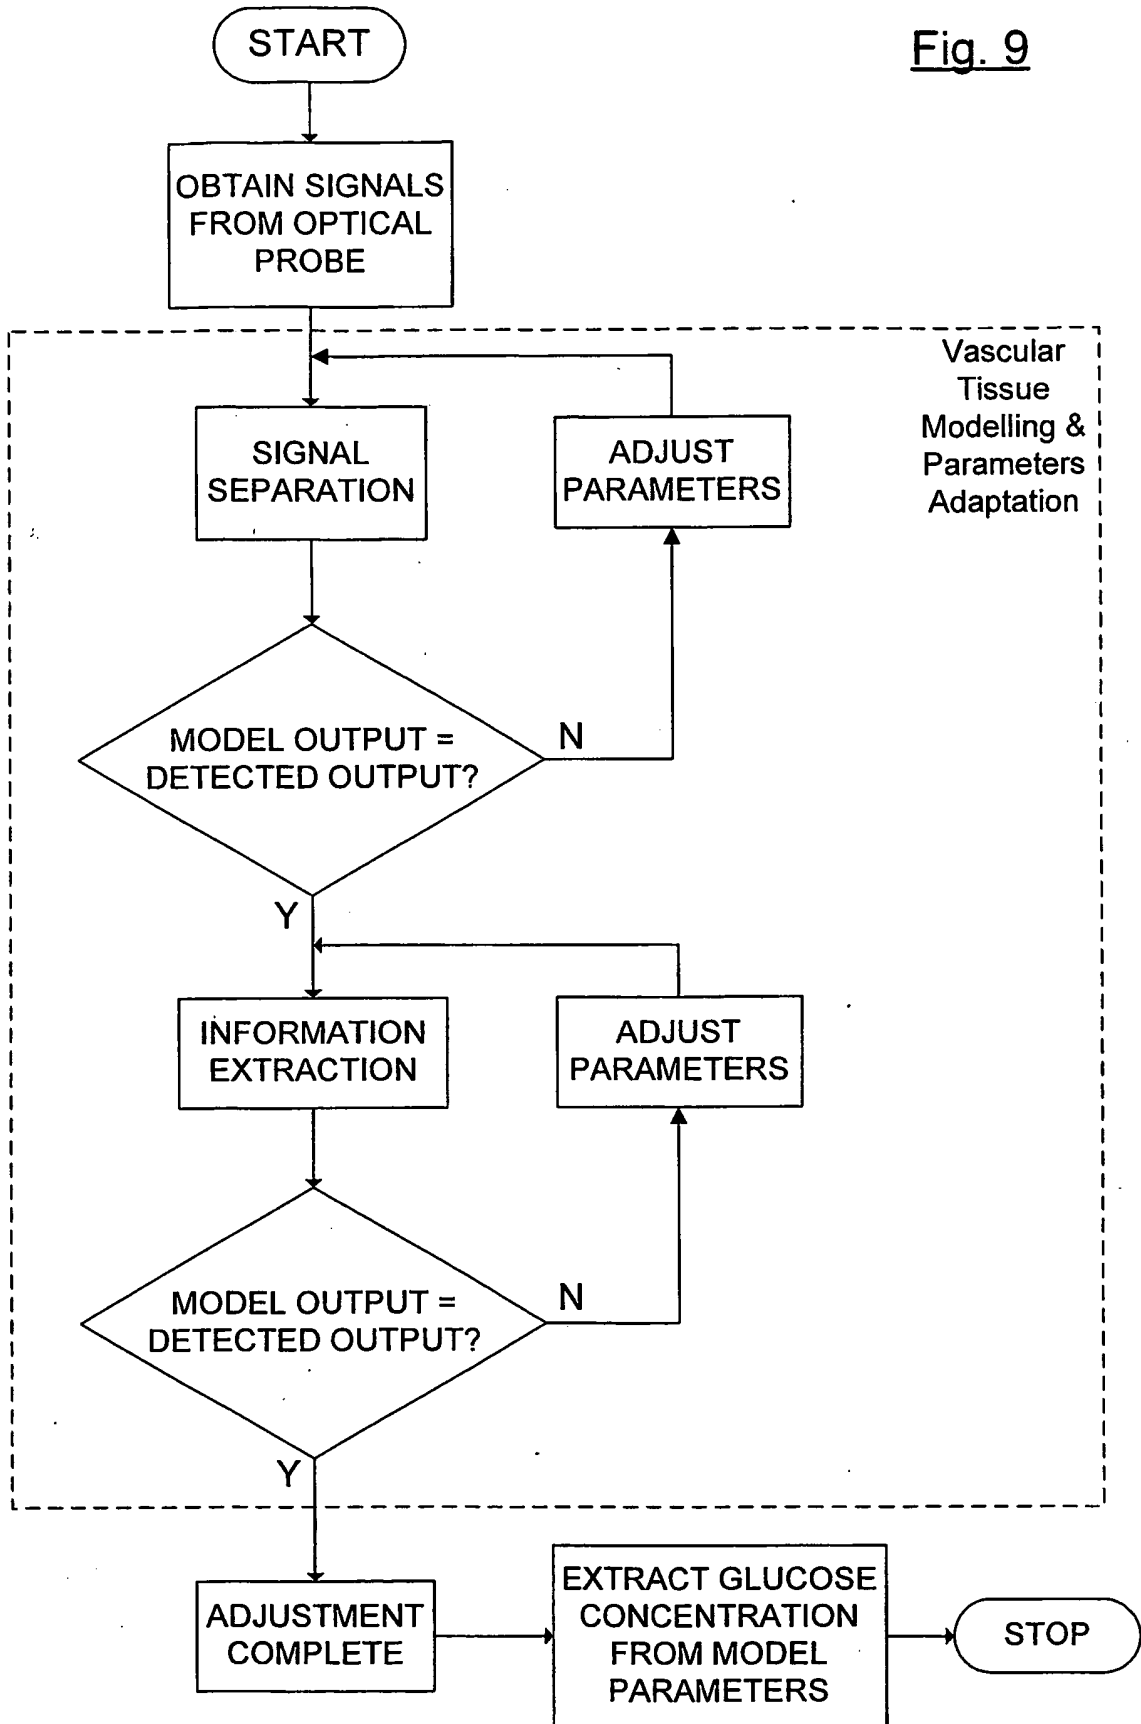 START
Fig. 9
OBTAIN SIGNALS
FROM OPTICAL
PROBE
Vascular
Tissue
Modelling &
Parameters
Adaptation
SIGNAL
SEPARATION
ADJUST
PARAMETERS
MODEL OUTPUT =
DETECTED OUTPUT?
N
Y
INFORMATION
EXTRACTION
ADJUST
PARAMETERS
MODEL OUTPUT =
DETECTED OUTPUT?
N
Y
ADJUSTMENT
COMPLETE
EXTRACT GLUCOSE
CONCENTRATION
FROM MODEL
PARAMETERS
STOP